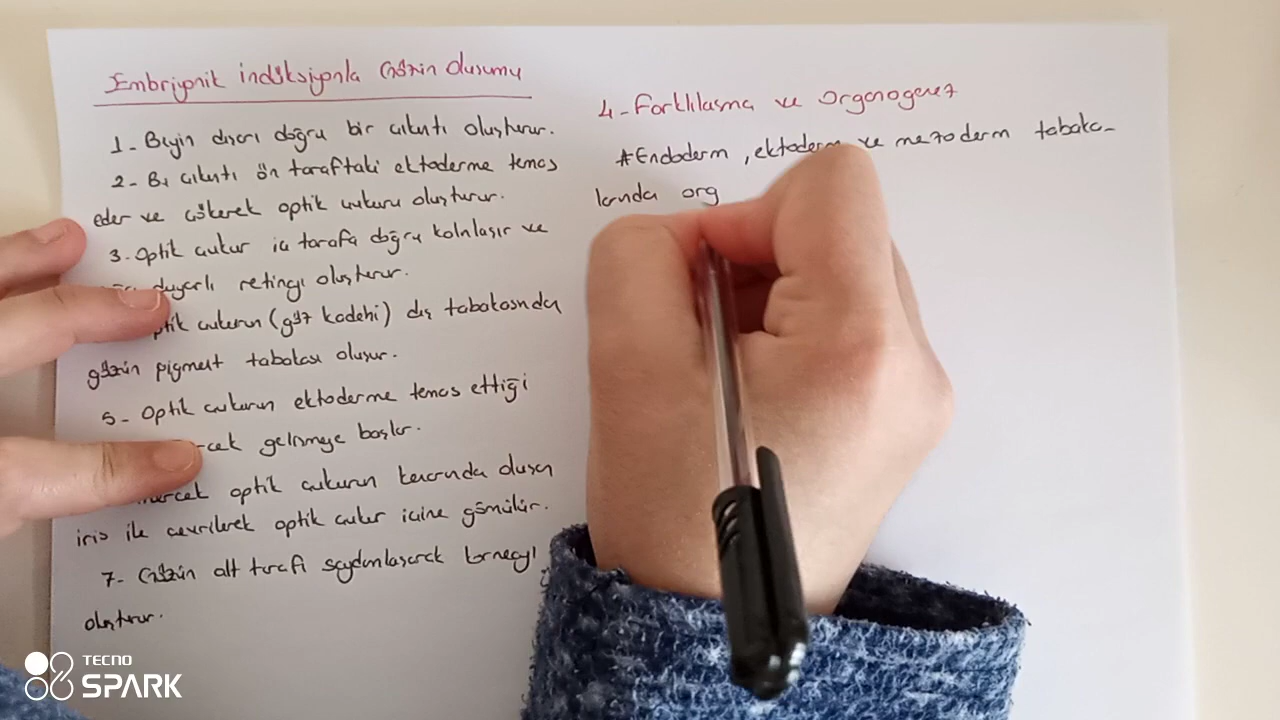 Embriyonik indüksiyonla Gözün Oluşumu
1- Beyin dışarı doğru bir çıkıntı oluşturur.
2- Bu çıkıntı ön taraftaki ektoderme temas
eder ve çökerek optik çukuru oluşturur.
3- Optik çukur iç tarafa doğru kalınlaşır ve
duyarlı retinayı oluşturur.
optik çukurun (göz kadehi) dış tabakasında
gözün pigment tabakası oluşur.
5- Optik çukurun ektoderme temas ettiği
gelişmeye başlar.
mercek optik çukurun kenarında oluşan
iris ile çevrilerek optik çukur içine gömülür.
7- Gözün alt tarafı saydamlaşarak korneayı
oluşturur.
4- Farklılaşma ve Organogenez
#Endoderm, ektoderm ve mezoderm tabaka-
larında org
TECNO
SPARK